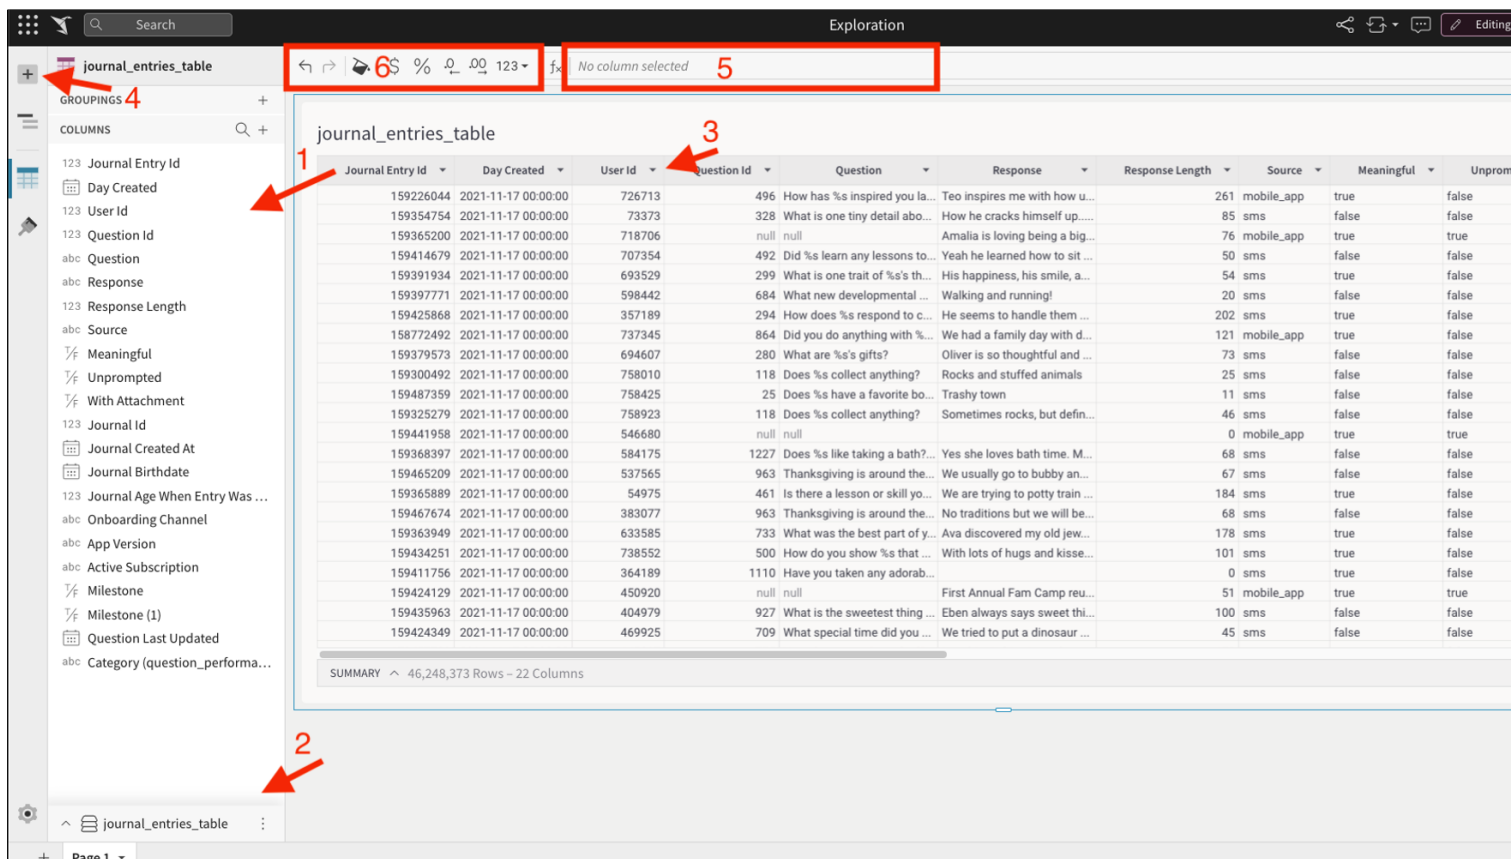 Search
Exploration
Editing
journal_entries_table
6
$ % .0 .00 123
fx No column selected
5
4
GROUPINGS
COLUMNS
123 Journal Entry Id
Day Created
123 User Id
123 Question Id
abc Question
abc Response
123 Response Length
abc Source
T/F Meaningful
T/F Unprompted
T/F With Attachment
123 Journal Id
Journal Created At
Journal Birthdate
123 Journal Age When Entry Was ...
abc Onboarding Channel
abc App Version
abc Active Subscription
T/F Milestone
T/F Milestone (1)
Question Last Updated
abc Category (question_performa...
1
2
3
journal_entries_table
Journal Entry Id Day Created User Id Question Id Question Response Response Length Source Meaningful Unprom
159226044 2021-11-17 00:00:00 726713 496 How has %s inspired you la... Teo inspires me with how u... 261 mobile_app true false
159354754 2021-11-17 00:00:00 73373 328 What is one tiny detail abo... How he cracks himself up..... 85 sms false false
159365200 2021-11-17 00:00:00 718706 null null Amalia is loving being a big... 76 mobile_app true true
159414679 2021-11-17 00:00:00 707354 492 Did %s learn any lessons to... Yeah he learned how to sit ... 50 sms false false
159391934 2021-11-17 00:00:00 693529 299 What is one trait of %s's th... His happiness, his smile, a... 54 sms true false
159397771 2021-11-17 00:00:00 598442 684 What new developmental ... Walking and running! 20 sms false false
159425868 2021-11-17 00:00:00 357189 294 How does %s respond to c... He seems to handle them ... 202 sms true false
158772492 2021-11-17 00:00:00 737345 864 Did you do anything with %... We had a family day with d... 121 mobile_app true false
159379573 2021-11-17 00:00:00 694607 280 What are %s's gifts? Oliver is so thoughtful and ... 73 sms false false
159300492 2021-11-17 00:00:00 758010 118 Does %s collect anything? Rocks and stuffed animals 25 sms false false
159487359 2021-11-17 00:00:00 758425 25 Does %s have a favorite bo... Trashy town 11 sms false false
159325279 2021-11-17 00:00:00 758923 118 Does %s collect anything? Sometimes rocks, but defin... 46 sms false false
159441958 2021-11-17 00:00:00 546680 null null 0 mobile_app true true
159368397 2021-11-17 00:00:00 584175 1227 Does %s like taking a bath?... Yes she loves bath time. M... 68 sms false false
159465209 2021-11-17 00:00:00 537565 963 Thanksgiving is around the... We usually go to bubby an... 67 sms false false
159365889 2021-11-17 00:00:00 54975 461 Is there a lesson or skill yo... We are trying to potty train ... 184 sms true false
159467674 2021-11-17 00:00:00 383077 963 Thanksgiving is around the... No traditions but we will be... 68 sms false false
159363949 2021-11-17 00:00:00 633585 733 What was the best part of y... Ava discovered my old jew... 178 sms true false
159434251 2021-11-17 00:00:00 738552 500 How do you show %s that ... With lots of hugs and kisse... 101 sms true false
159411756 2021-11-17 00:00:00 364189 1110 Have you taken any adorab... 0 sms true false
159424129 2021-11-17 00:00:00 450920 null null First Annual Fam Camp reu... 51 mobile_app true true
159435963 2021-11-17 00:00:00 404979 927 What is the sweetest thing ... Eben always says sweet thi... 100 sms false false
159424349 2021-11-17 00:00:00 469925 709 What special time did you ... We tried to put a dinosaur ... 45 sms false false
SUMMARY 46,248,373 Rows – 22 Columns
journal_entries_table
Page 1